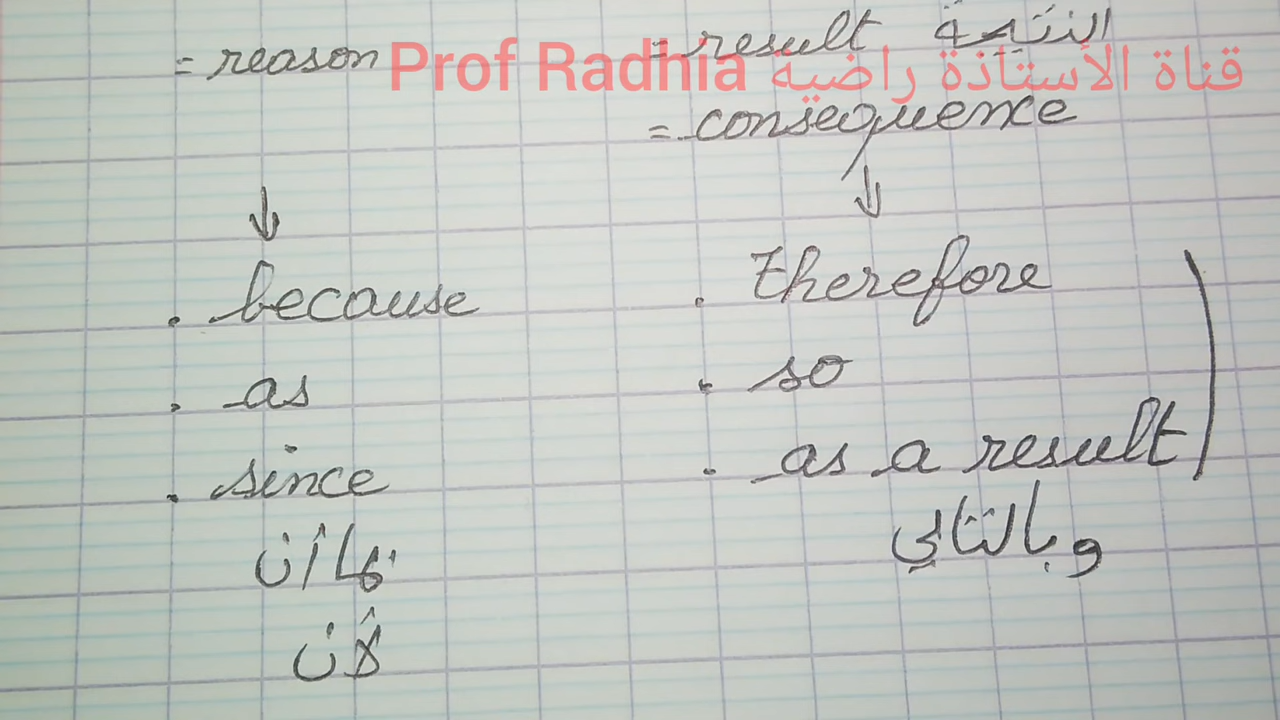 = reason
= result النتيجة
Prof Radhia قناة الأستاذة راضية
= consequence
↓ ↓
. because
. therefore
. as
. so
. since
. as a result
بما أن
وبالتالي
لأن